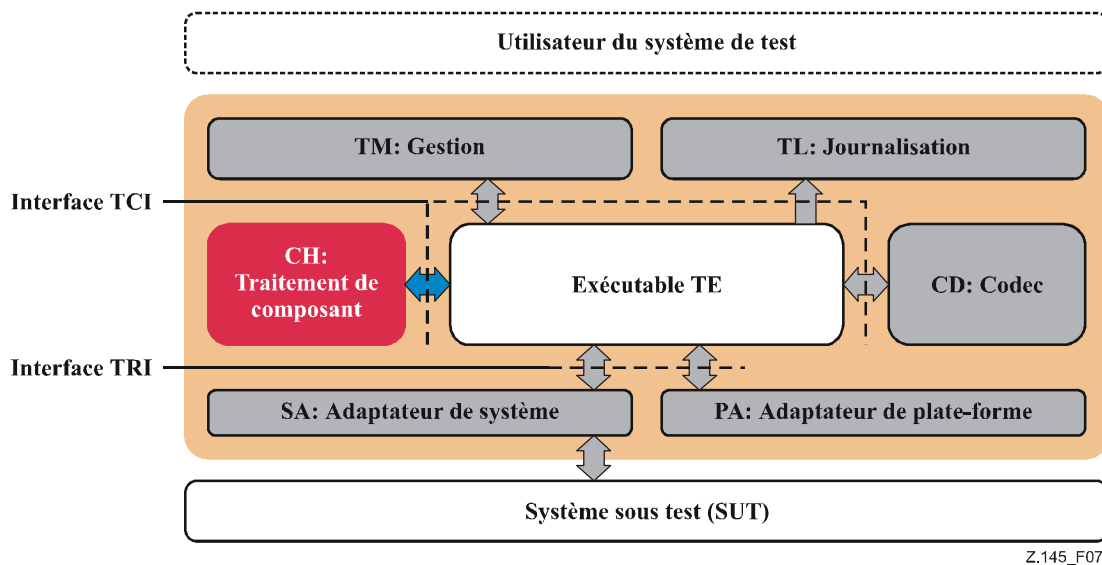 Utilisateur du système de test
TM: Gestion
TL: Journalisation
Interface TCI
CH:
Traitement de
composant
Exécutable TE
CD: Codec
Interface TRI
SA: Adaptateur de système
PA: Adaptateur de plate-forme
Système sous test (SUT)
Z.145_F07